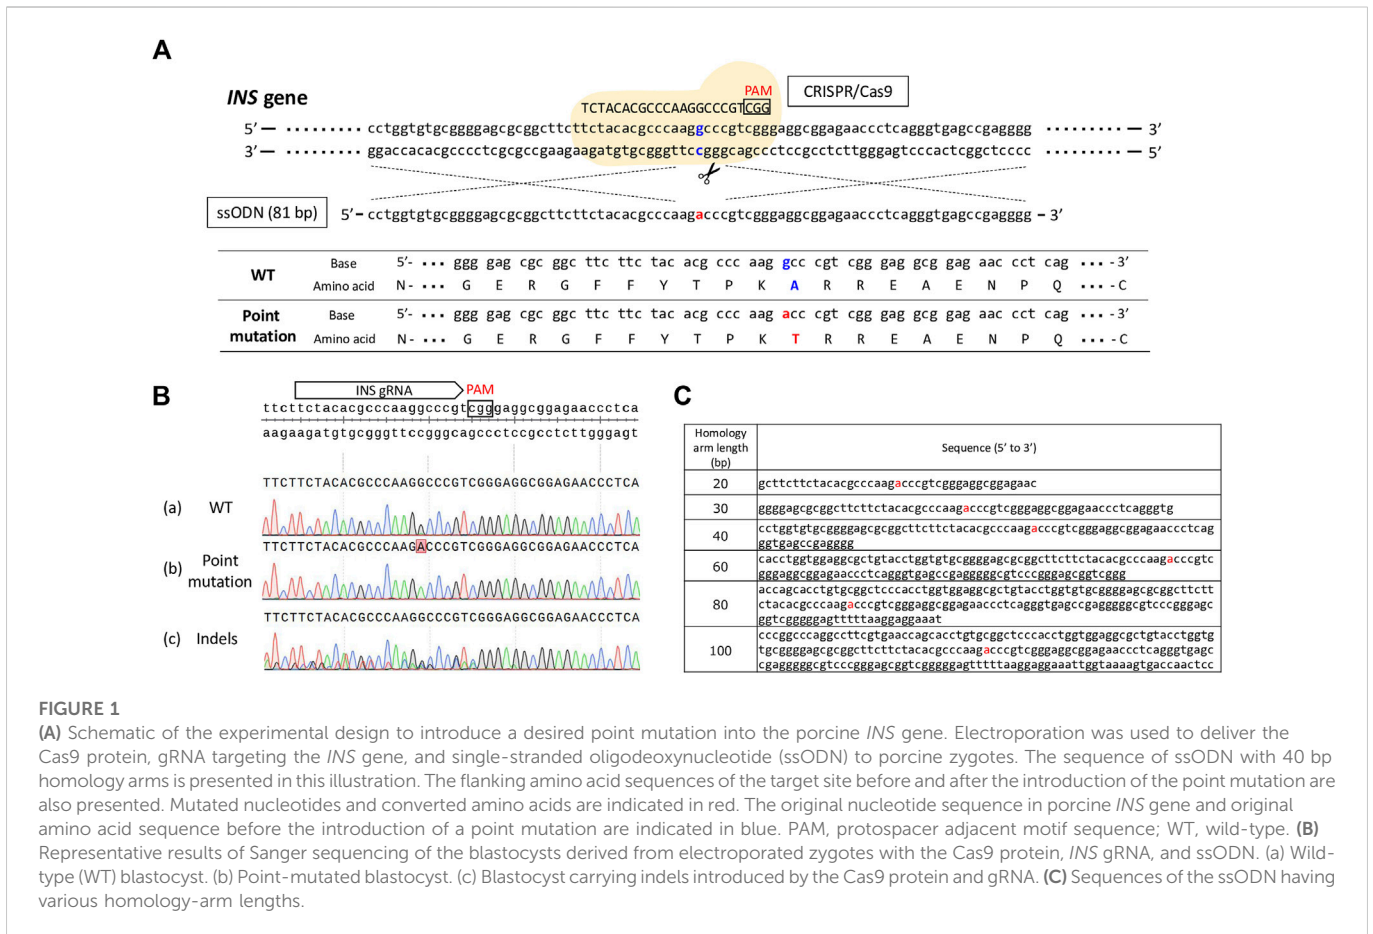 A
INS gene
PAM
CRISPR/Cas9
TCTACACGCCCAAGGCCCGTCGG
5′ — ········· cctggtgtgcggggagcgcggcttcttctacacgcccaaggcccgtcgggaggcggagaaccctcagggtgagccgagggg ········· — 3′
3′ — ········· ggaccacacgcccctcgcgccgaagaagatgtgcgggttccgggcagccctccgcctcttgggagtcccactcggctcccc ········· — 5′
ssODN (81 bp)
5′ – cctggtgtgcggggagcgcggcttcttctacacgcccaagacccgtcgggaggcggagaaccctcagggtgagccgagggg – 3′
WT
Base 5′- ··· ggg gag cgc ggc ttc ttc tac acg ccc aag gcc cgt cgg gag gcg gag aac cct cag ··· -3′
Amino acid N- ··· G E R G F F Y T P K A R R E A E N P Q ··· -C
Point mutation
Base 5′- ··· ggg gag cgc ggc ttc ttc tac acg ccc aag acc cgt cgg gag gcg gag aac cct cag ··· -3′
Amino acid N- ··· G E R G F F Y T P K T R R E A E N P Q ··· -C
B
INS gRNA
PAM
ttcttctacacgcccaaggcccgtcgggaggcggagaaccctca
aagaagatgtgcgggttccgggcagccctccgcctcttgggagt
TTCTTCTACACGCCCAAGGCCCGTCGGGAGGCGGAGAACCCTCA
(a) WT
TTCTTCTACACGCCCAAGACCCGTCGGGAGGCGGAGAACCCTCA
(b) Point mutation
TTCTTCTACACGCCCAAGGCCCGTCGGGAGGCGGAGAACCCTCA
(c) Indels
C
Homology arm length (bp)
Sequence (5′ to 3′)
20
gcttcttctacacgcccaagacccgtcgggaggcggagaac
30
ggggagcgcggcttcttctacacgcccaagacccgtcgggaggcggagaaccctcagggtg
40
cctggtgtgcggggagcgcggcttcttctacacgcccaagacccgtcgggaggcggagaaccctcag
ggtgagccgagggg
60
cacctggtggaggcgctgtacctggtgtgcggggagcgcggcttcttctacacgcccaagacccgtc
gggaggcggagaaccctcagggtgagccgagggggcgtcccgggagcggtcggg
80
accagcacctgtgcggctcccacctggtggaggcgctgtacctggtgtgcggggagcgcggcttctt
ctacacgcccaagacccgtcgggaggcggagaaccctcagggtgagccgagggggcgtcccgggagc
ggtcgggggagtttttaaggaggaaat
100
cccggcccaggccttcgtgaaccagcacctgtgcggctcccacctggtggaggcgctgtacctggtg
tgcggggagcgcggcttcttctacacgcccaagacccgtcgggaggcggagaaccctcagggtgagc
cgagggggcgtcccgggagcggtcgggggagtttttaaggaggaaattggtaaaagtgaccaactcc
FIGURE 1
(A) Schematic of the experimental design to introduce a desired point mutation into the porcine INS gene. Electroporation was used to deliver the
Cas9 protein, gRNA targeting the INS gene, and single-stranded oligodeoxynucleotide (ssODN) to porcine zygotes. The sequence of ssODN with 40 bp
homology arms is presented in this illustration. The flanking amino acid sequences of the target site before and after the introduction of the point mutation are
also presented. Mutated nucleotides and converted amino acids are indicated in red. The original nucleotide sequence in porcine INS gene and original
amino acid sequence before the introduction of a point mutation are indicated in blue. PAM, protospacer adjacent motif sequence; WT, wild-type. (B)
Representative results of Sanger sequencing of the blastocysts derived from electroporated zygotes with the Cas9 protein, INS gRNA, and ssODN. (a) Wild-
type (WT) blastocyst. (b) Point-mutated blastocyst. (c) Blastocyst carrying indels introduced by the Cas9 protein and gRNA. (C) Sequences of the ssODN having
various homology-arm lengths.